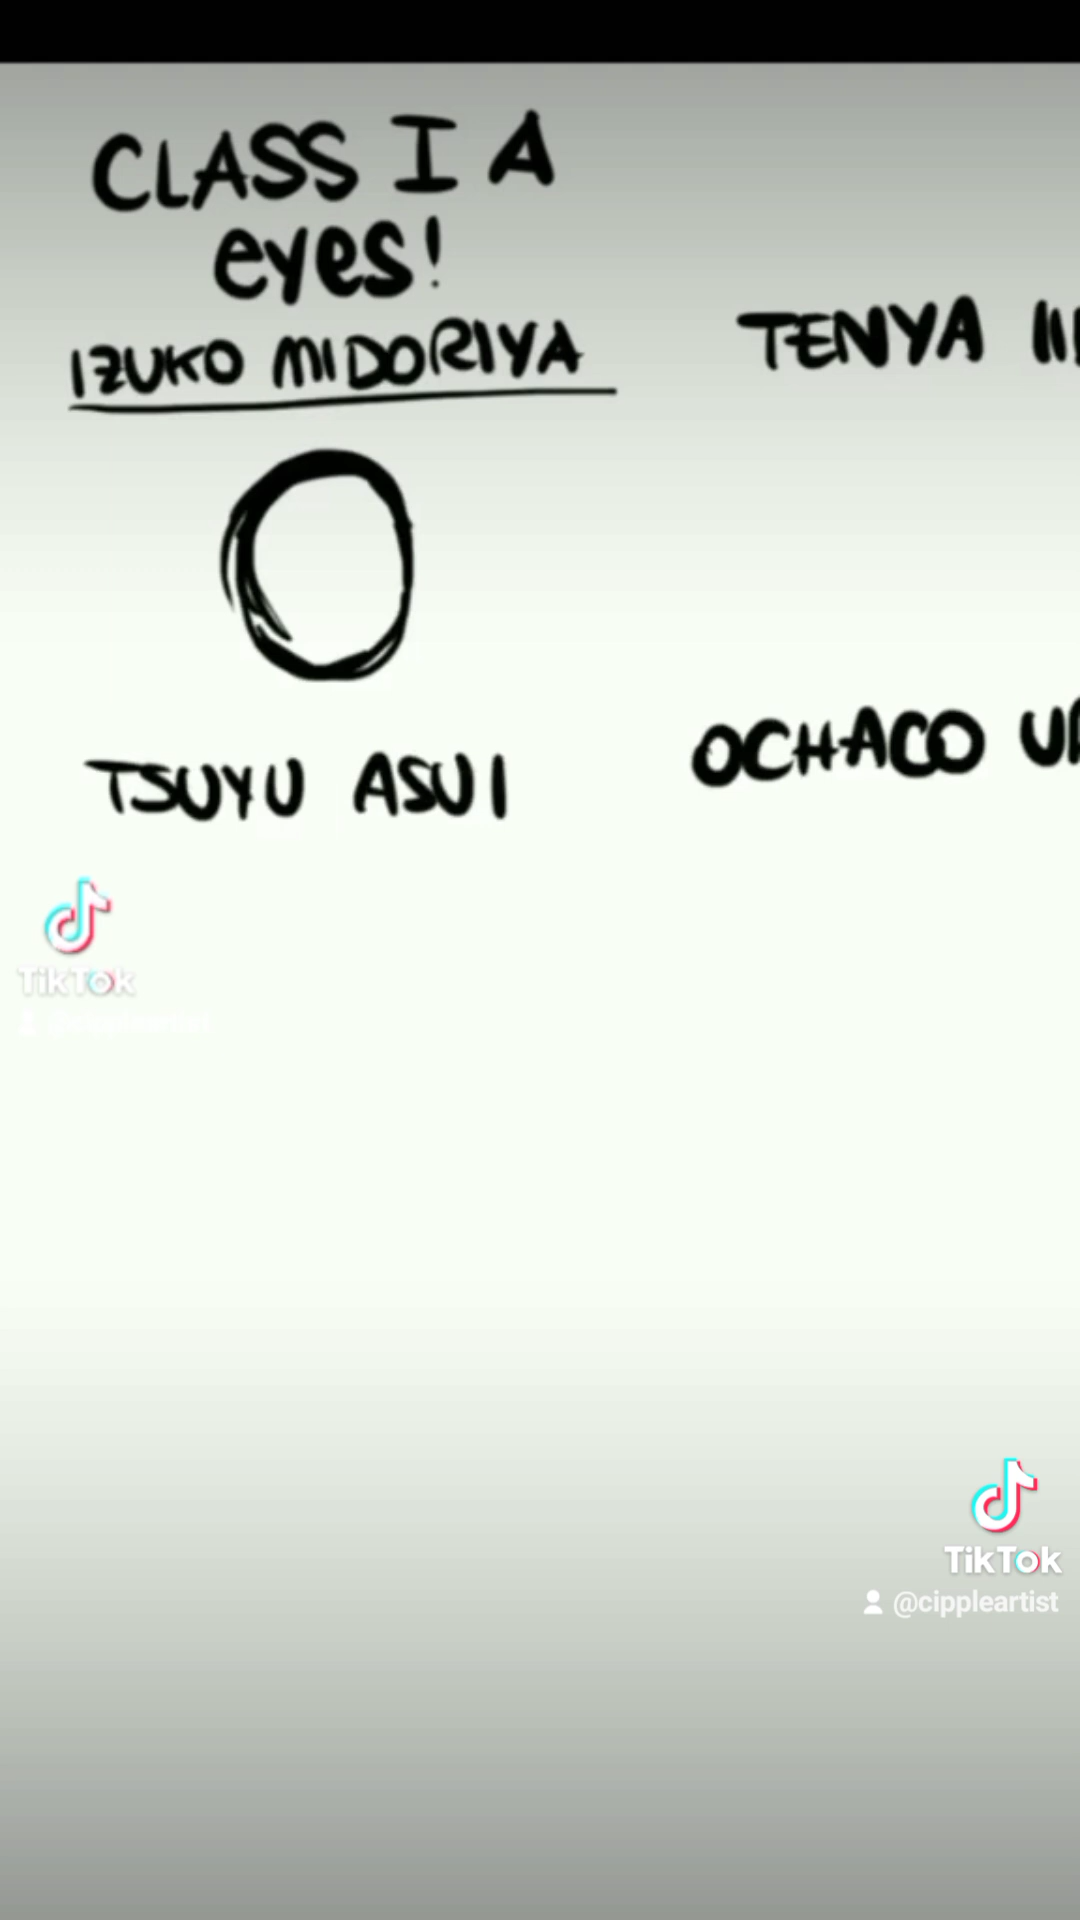 CLASS I A
eyes!
IZUKO MIDORIYA
TENYA
TSUYU ASUI
OCHACO
TikTok
TikTok
@cippleartist